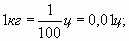 1кг = 1/100 ц = 0,01ц;